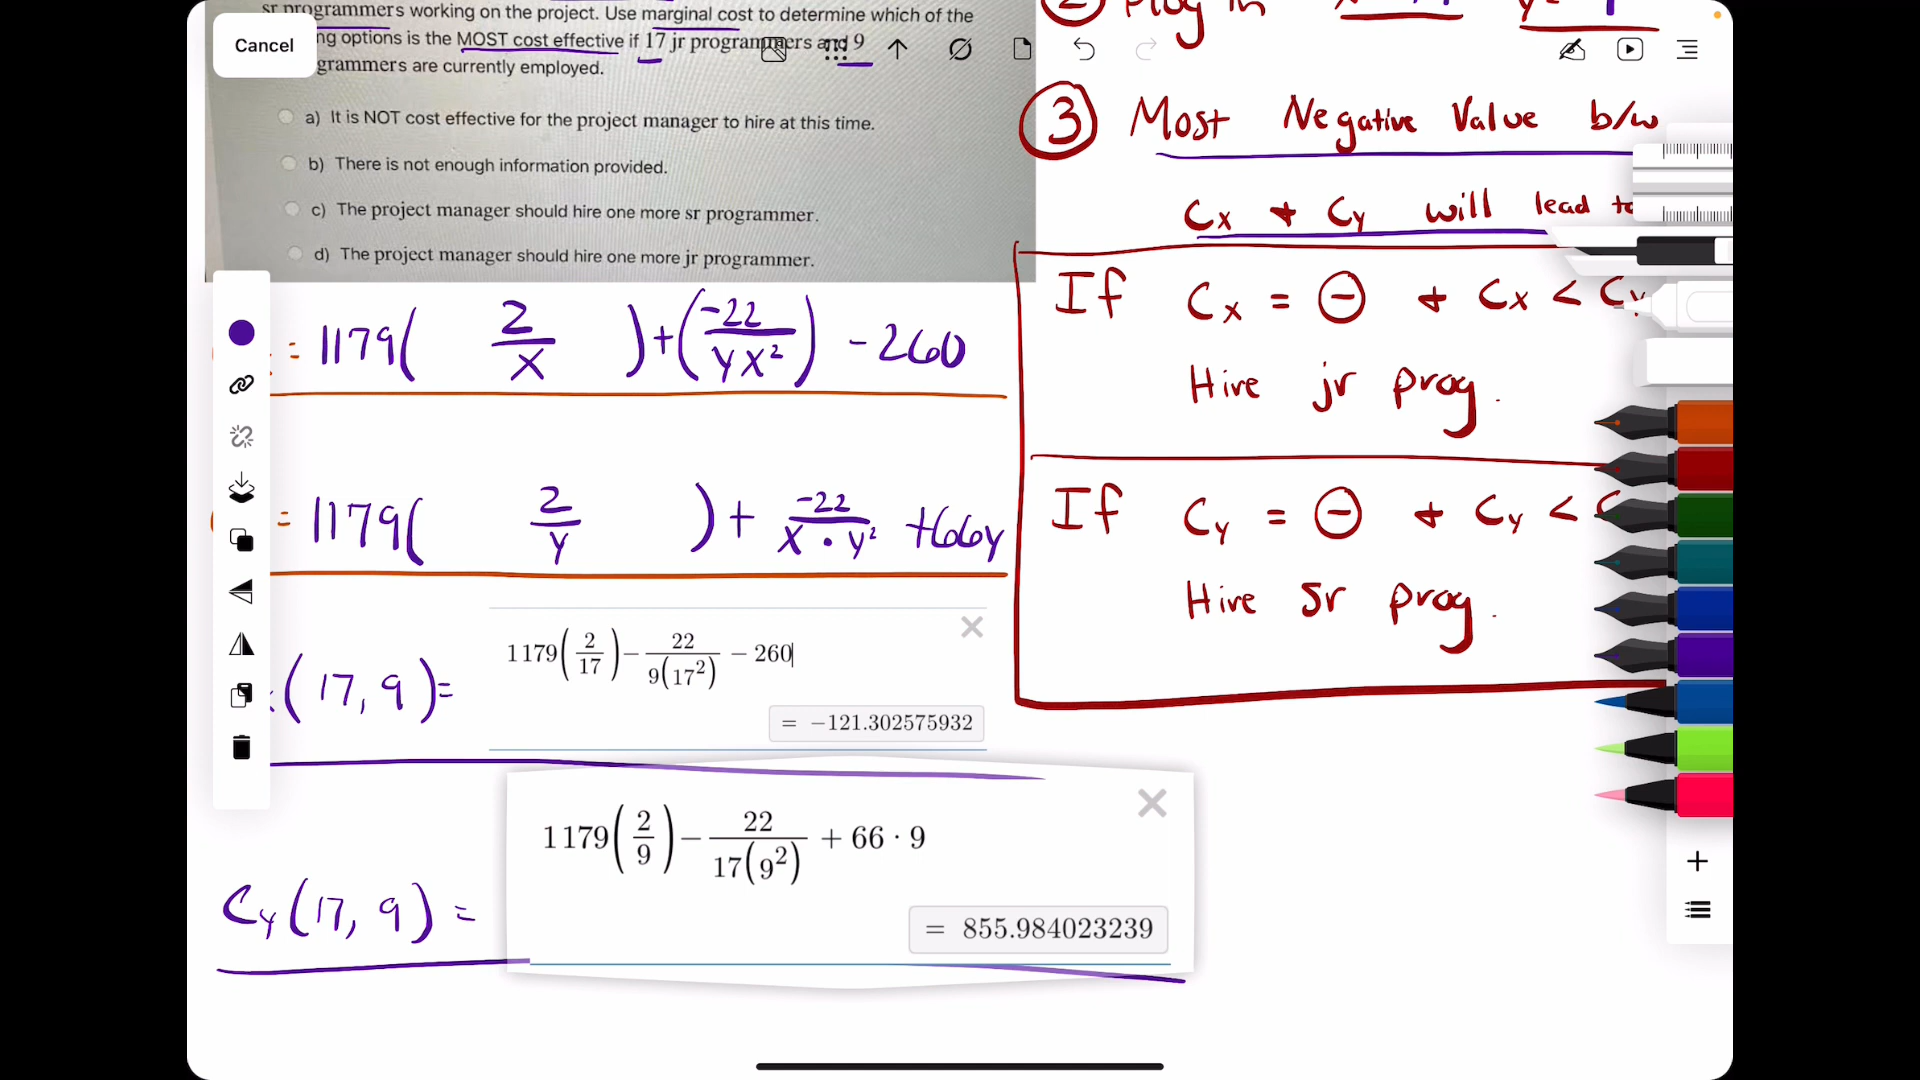 sr programmers working on the project. Use marginal cost to determine which of the
ng options is the MOST cost effective if 17 jr programmers and 9
grammers are currently employed.
Cancel
a) It is NOT cost effective for the project manager to hire at this time.
b) There is not enough information provided.
c) The project manager should hire one more sr programmer.
d) The project manager should hire one more jr programmer.
② Plug in
③ Most Negative Value b/w
Cx + Cy will lead to
If Cx = ⊖ + Cx < Cy
Hire jr prog.
If Cy = ⊖ + Cy < C
Hire sr prog.
= 1179( 2/x ) + (-22/yx²) - 260
= 1179( 2/y ) + -22/x·y² + 66y
(17, 9) =
1179(2/17) − 22/9(17²) − 260
= −121.302575932
Cy(17, 9) =
1179(2/9) − 22/17(9²) + 66 · 9
= 855.984023239